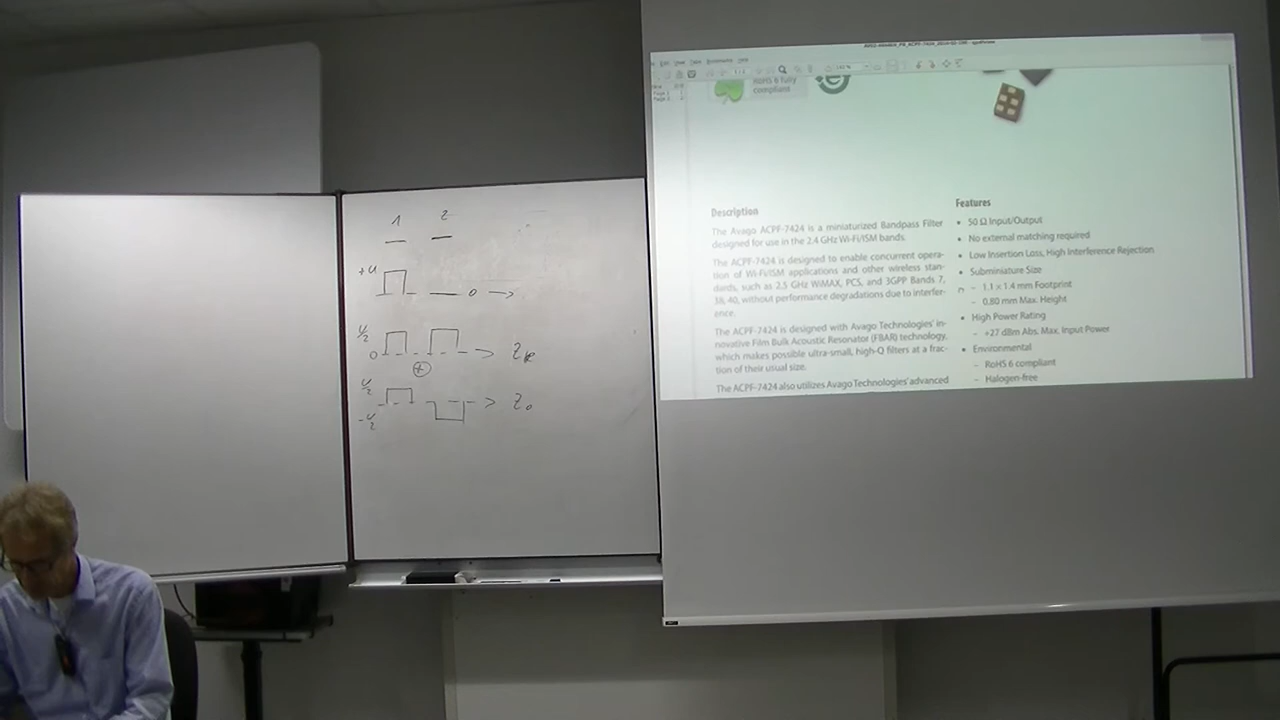 1 2
+U
0
U/2
0
Z
U/2
-U/2
Z0
RoHS 6 fully
compliant
Description
The Avago ACPF-7424 is a miniaturized Bandpass Filter
designed for use in the 2.4 GHz Wi-Fi/ISM bands.
The ACPF-7424 is designed to enable concurrent opera-
tion of Wi-Fi/ISM applications and other wireless stan-
dards, such as 2.5 GHz WiMAX, PCS, and 3GPP Bands 7,
38, 40, without performance degradations due to interfer-
ence.
The ACPF-7424 is designed with Avago Technologies' in-
novative Film Bulk Acoustic Resonator (FBAR) technology,
which makes possible ultra-small, high-Q filters at a frac-
tion of their usual size.
The ACPF-7424 also utilizes Avago Technologies' advanced
Features
• 50 Ω Input/Output
• No external matching required
• Low Insertion Loss, High Interference Rejection
• Subminiature Size
– 1.1 x 1.4 mm Footprint
– 0.80 mm Max. Height
• High Power Rating
– +27 dBm Abs. Max. Input Power
• Environmental
– RoHS 6 compliant
– Halogen-free